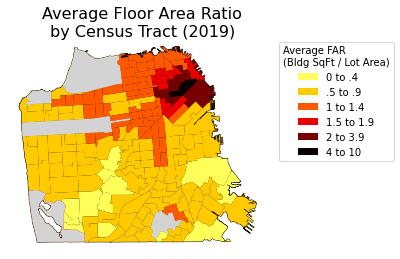 Average Floor Area Ratio
by Census Tract (2019)
Average FAR
(Bldg SqFt / Lot Area)
0 to .4
.5 to .9
1 to 1.4
1.5 to 1.9
2 to 3.9
4 to 10